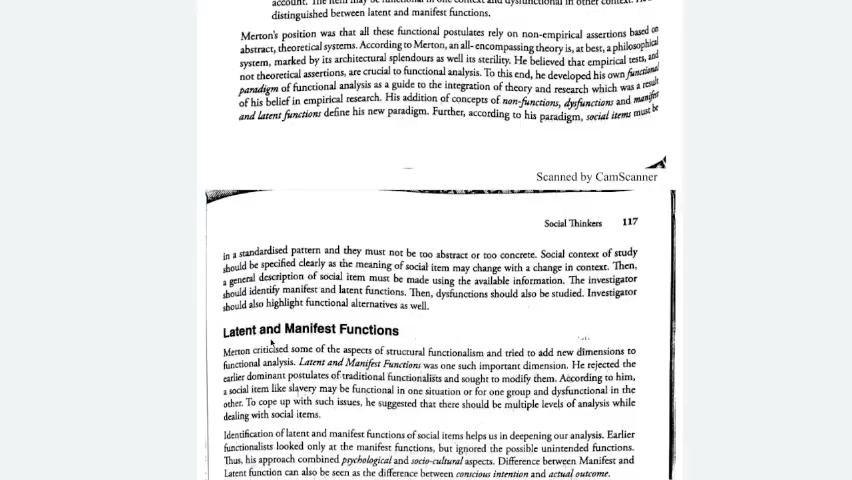 account. The item may be functional in one context and dysfunctional in other context. He
distinguished between latent and manifest functions.
Merton's position was that all these functional postulates rely on non-empirical assertions based on
abstract, theoretical systems. According to Merton, an all- encompassing theory is, at best, a philosophical
system, marked by its architectural splendours as well its sterility. He believed that empirical tests, and
not theoretical assertions, are crucial to functional analysis. To this end, he developed his own functional
paradigm of functional analysis as a guide to the integration of theory and research which was a result
of his belief in empirical research. His addition of concepts of non-functions, dysfunctions and manifest
and latent functions define his new paradigm. Further, according to his paradigm, social items must be
Scanned by CamScanner
Social Thinkers 117
in a standardised pattern and they must not be too abstract or too concrete. Social context of study
should be specified clearly as the meaning of social item may change with a change in context. Then,
a general description of social item must be made using the available information. The investigator
should identify manifest and latent functions. Then, dysfunctions should also be studied. Investigator
should also highlight functional alternatives as well.
Latent and Manifest Functions
Merton criticised some of the aspects of structural functionalism and tried to add new dimensions to
functional analysis. Latent and Manifest Functions was one such important dimension. He rejected the
earlier dominant postulates of traditional functionalists and sought to modify them. According to him,
a social item like slavery may be functional in one situation or for one group and dysfunctional in the
other. To cope up with such issues, he suggested that there should be multiple levels of analysis while
dealing with social items.
Identification of latent and manifest functions of social items helps us in deepening our analysis. Earlier
functionalists looked only at the manifest functions, but ignored the possible unintended functions.
Thus, his approach combined psychological and socio-cultural aspects. Difference between Manifest and
Latent function can also be seen as the difference between conscious intention and actual outcome.